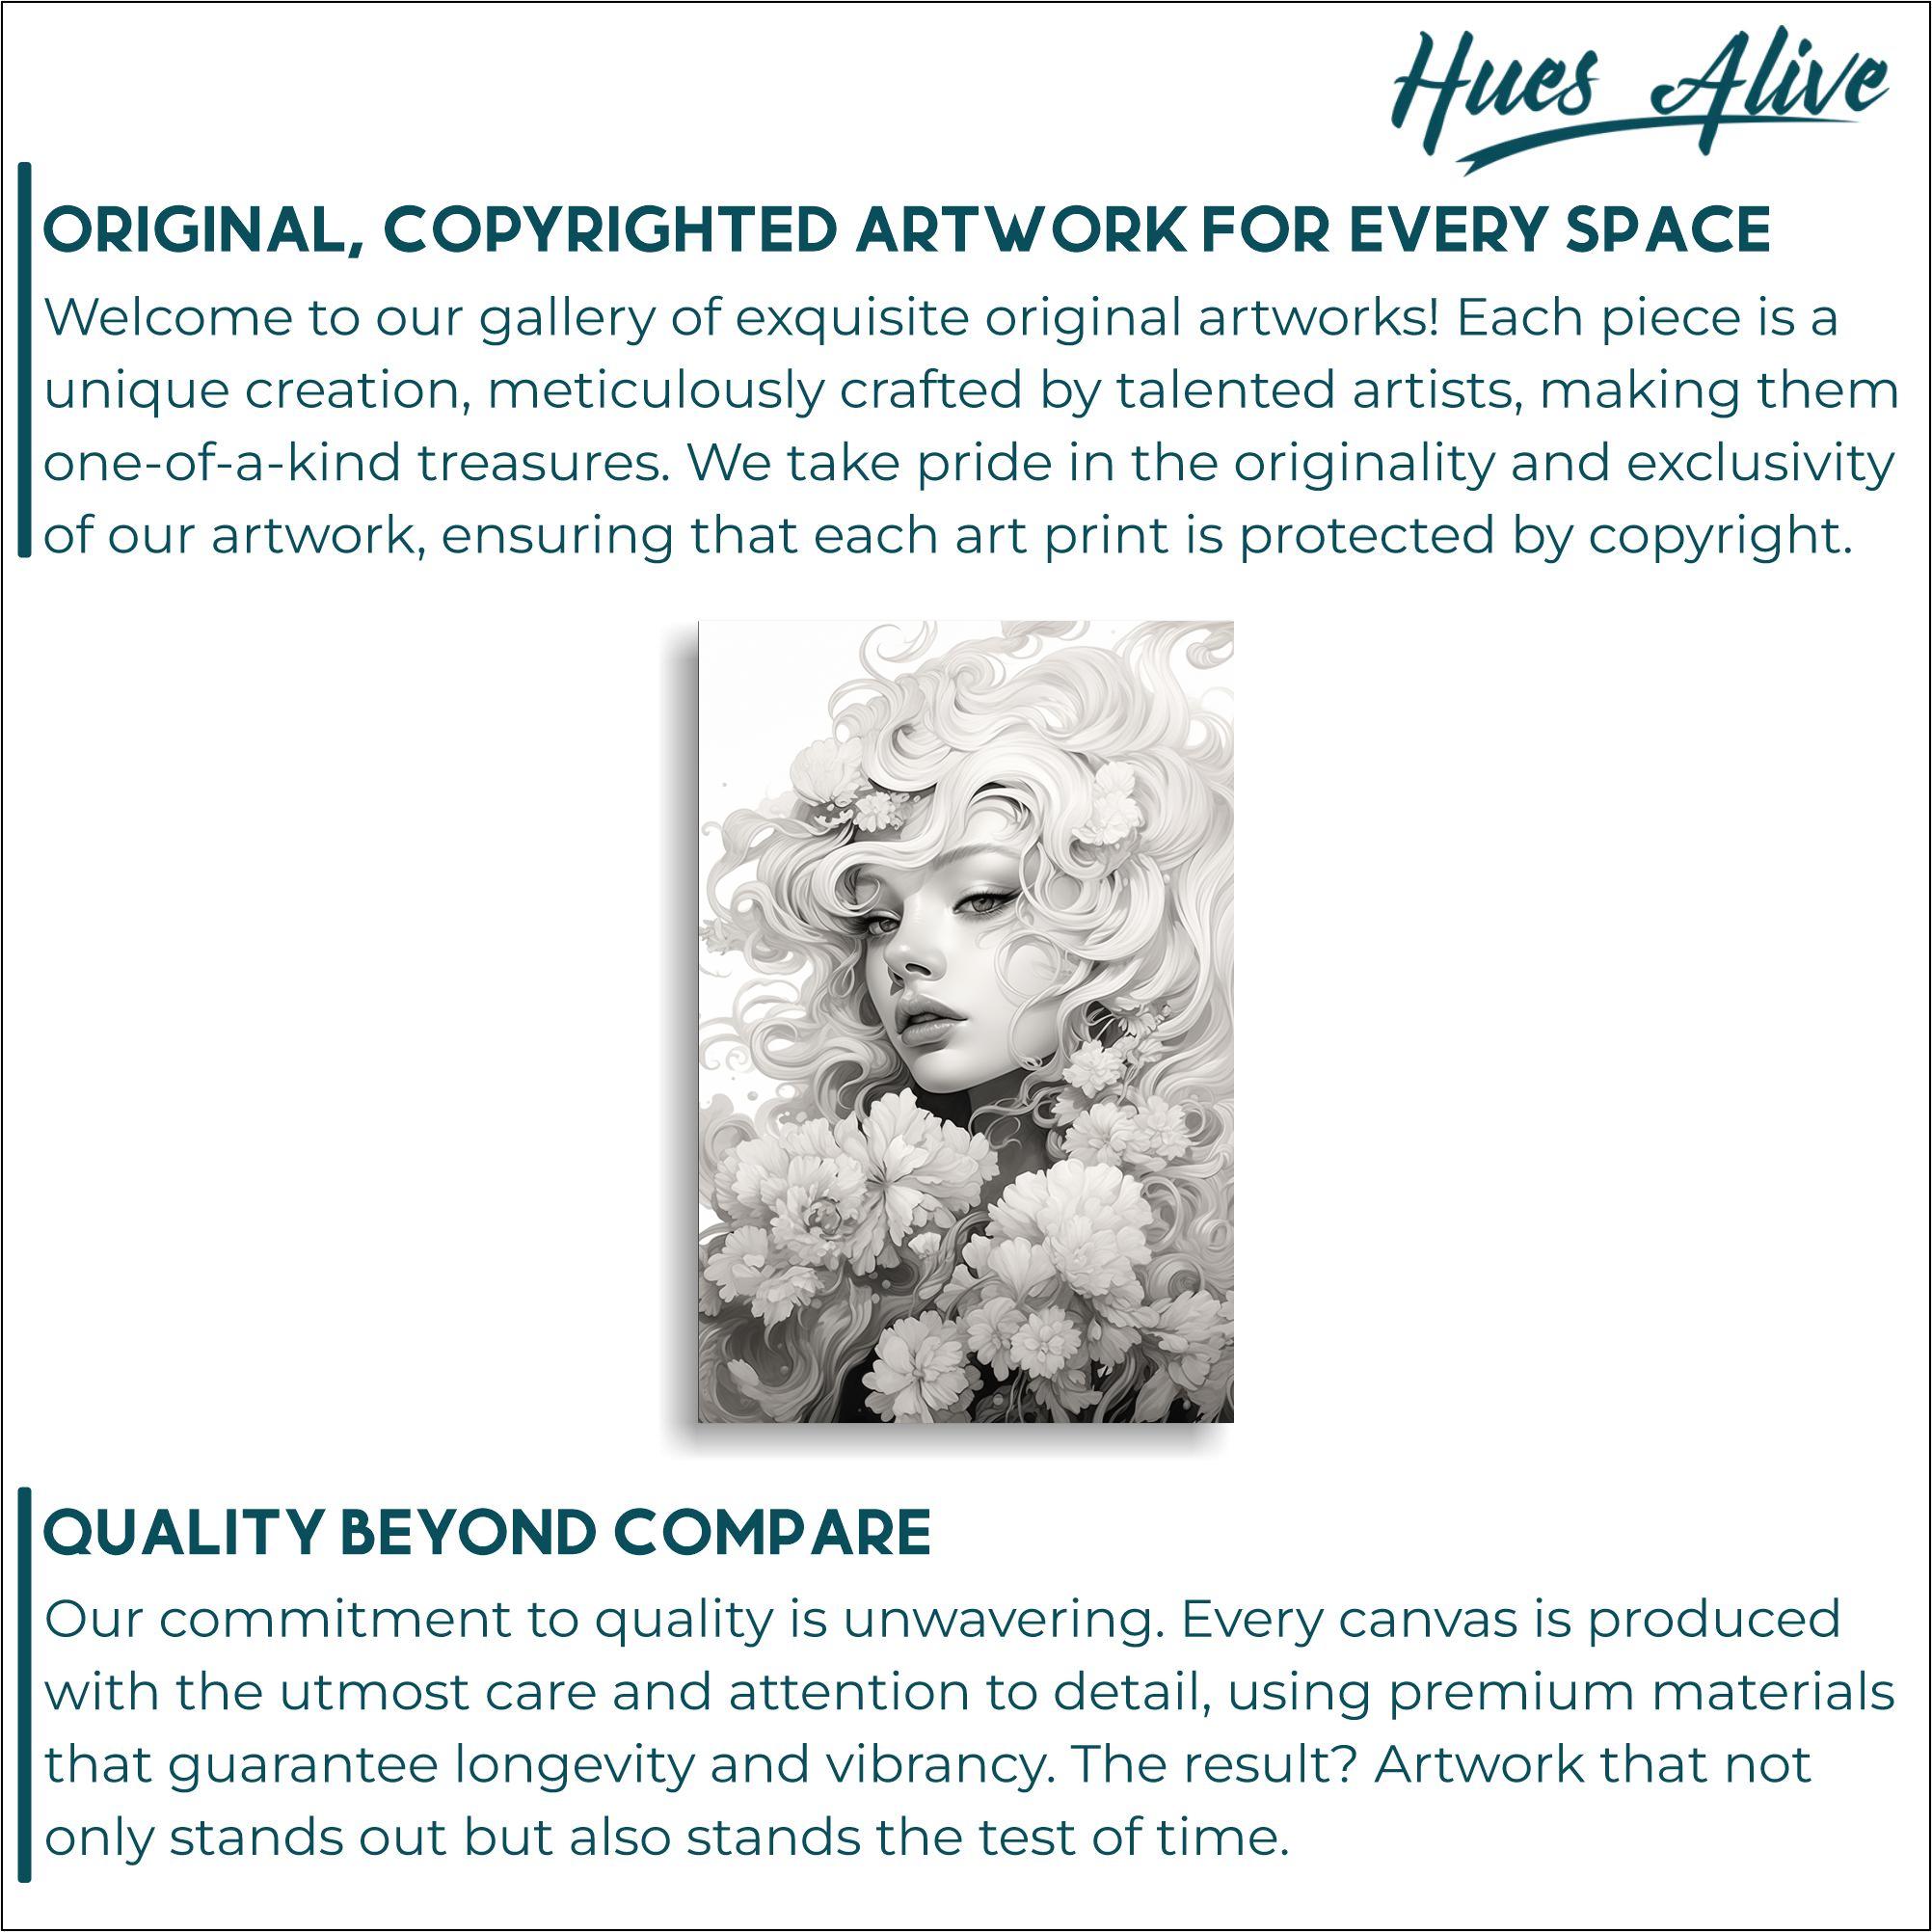 Hues Alive
ORIGINAL, COPYRIGHTED ARTWORK FOR EVERY SPACE
Welcome to our gallery of exquisite original artworks! Each piece is a
unique creation, meticulously crafted by talented artists, making them
one-of-a-kind treasures. We take pride in the originality and exclusivity
of our artwork, ensuring that each art print is protected by copyright.
QUALITY BEYOND COMPARE
Our commitment to quality is unwavering. Every canvas is produced
with the utmost care and attention to detail, using premium materials
that guarantee longevity and vibrancy. The result? Artwork that not
only stands out but also stands the test of time.